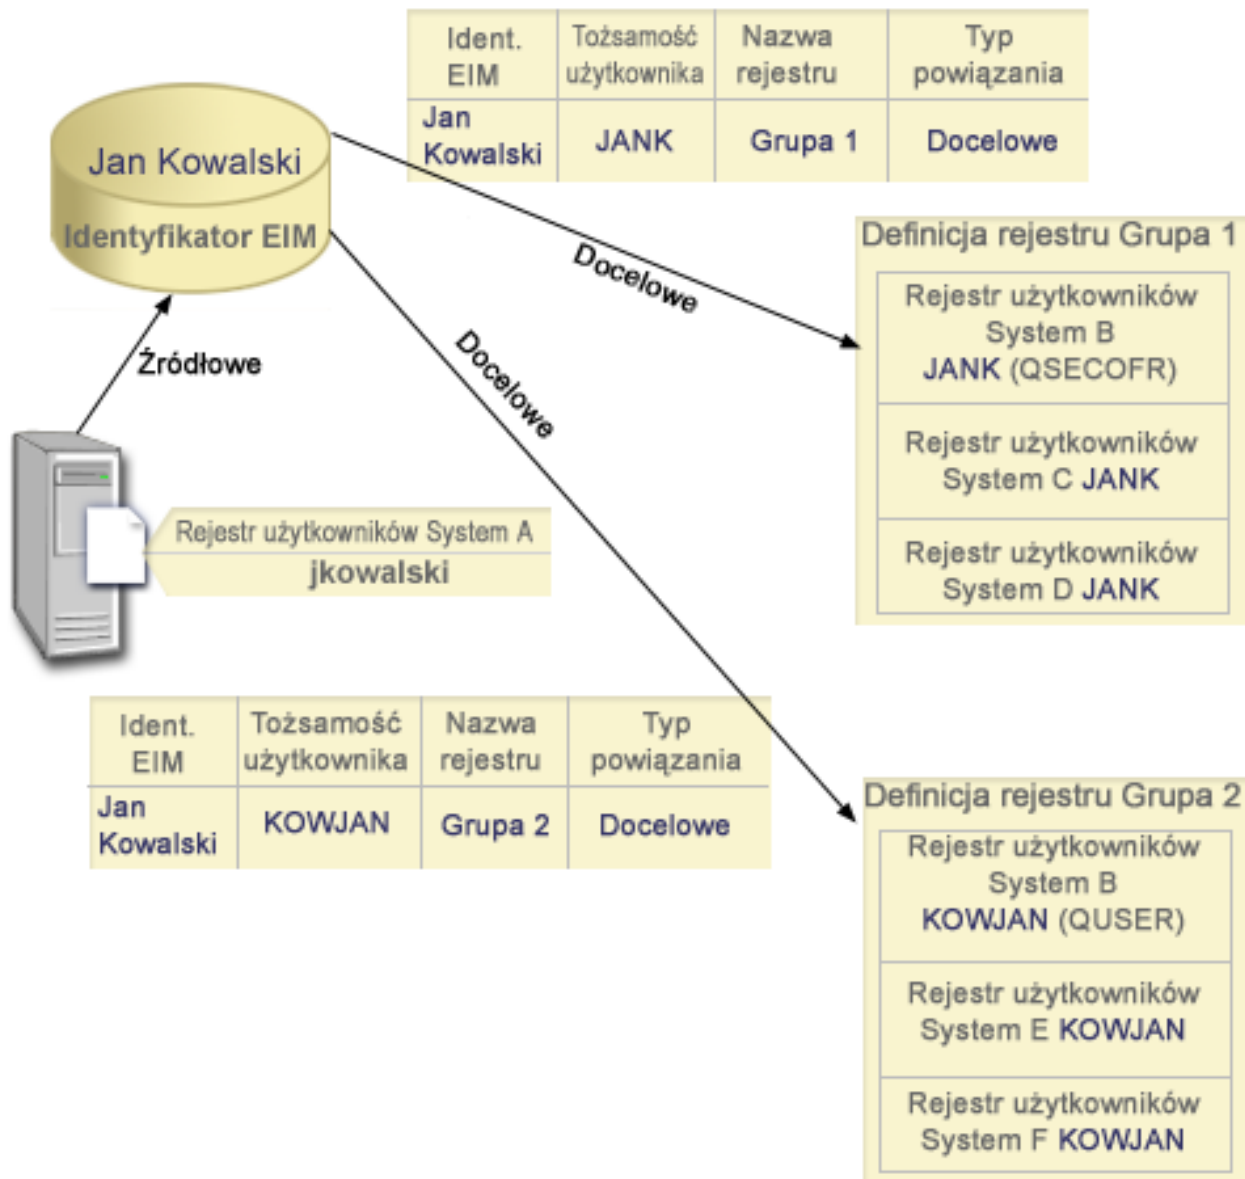 Ident. EIM
Tożsamość użytkownika
Nazwa rejestru
Typ powiązania
Jan Kowalski
JANK
Grupa 1
Docelowe
Jan Kowalski
Identyfikator EIM
Docelowe
Docelowe
Źródłowe
Rejestr użytkowników System A
jkowalski
Definicja rejestru Grupa 1
Rejestr użytkowników
System B
JANK (QSECOFR)
Rejestr użytkowników
System C JANK
Rejestr użytkowników
System D JANK
Ident. EIM
Tożsamość użytkownika
Nazwa rejestru
Typ powiązania
Jan Kowalski
KOWJAN
Grupa 2
Docelowe
Definicja rejestru Grupa 2
Rejestr użytkowników
System B
KOWJAN (QUSER)
Rejestr użytkowników
System E KOWJAN
Rejestr użytkowników
System F KOWJAN